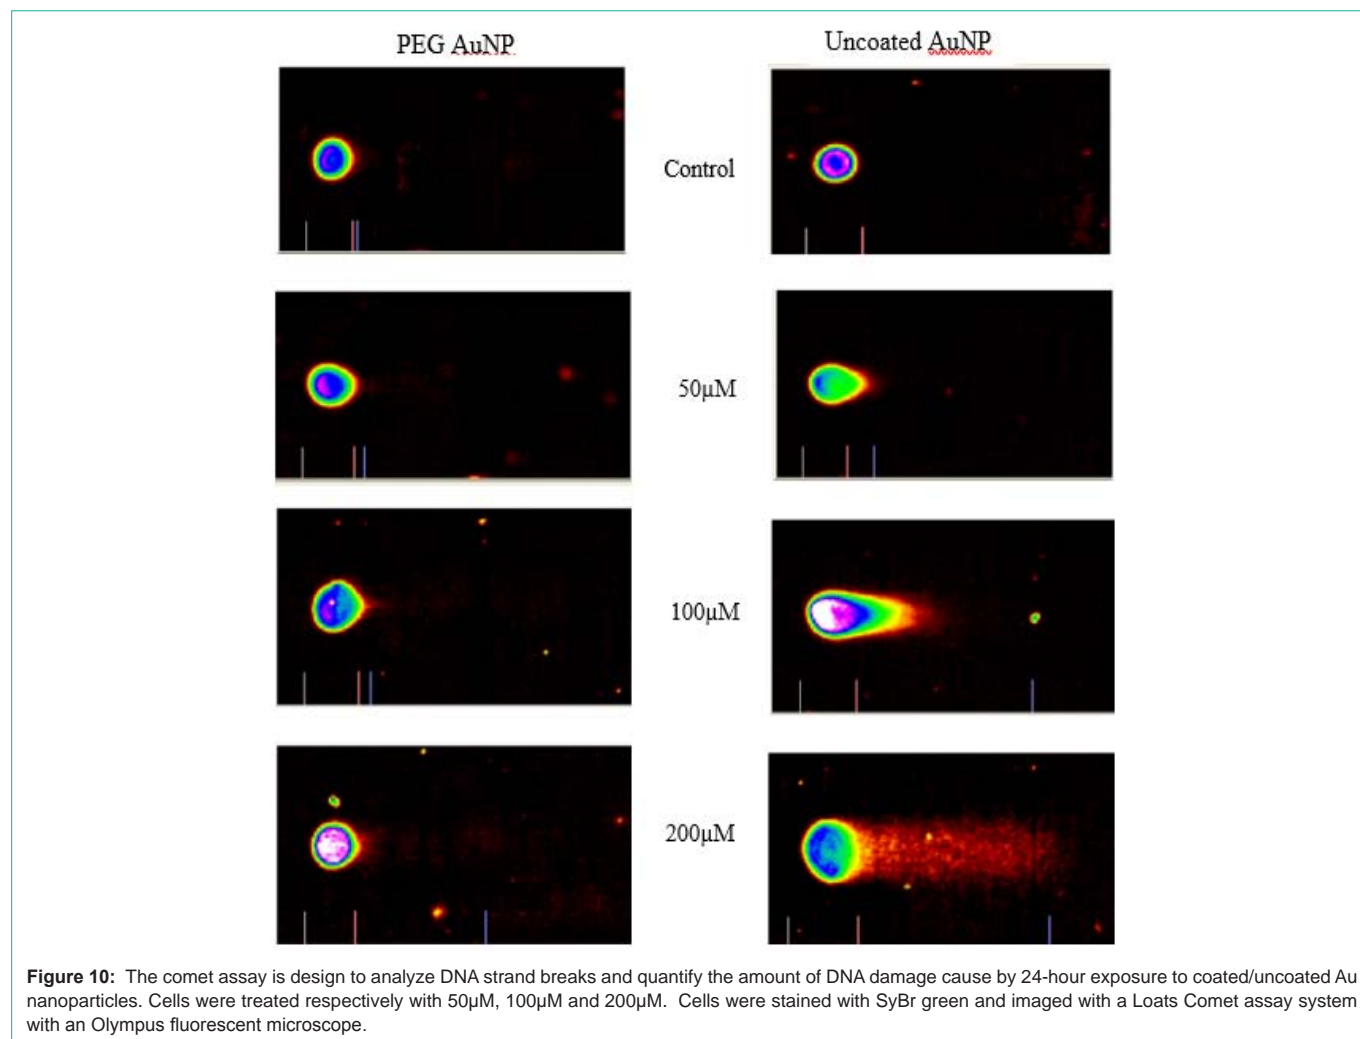 PEG AuNP
Uncoated AuNP
Control
50µM
100µM
200µM
Figure 10: The comet assay is design to analyze DNA strand breaks and quantify the amount of DNA damage cause by 24-hour exposure to coated/uncoated Au
nanoparticles. Cells were treated respectively with 50µM, 100µM and 200µM. Cells were stained with SyBr green and imaged with a Loats Comet assay system
with an Olympus fluorescent microscope.